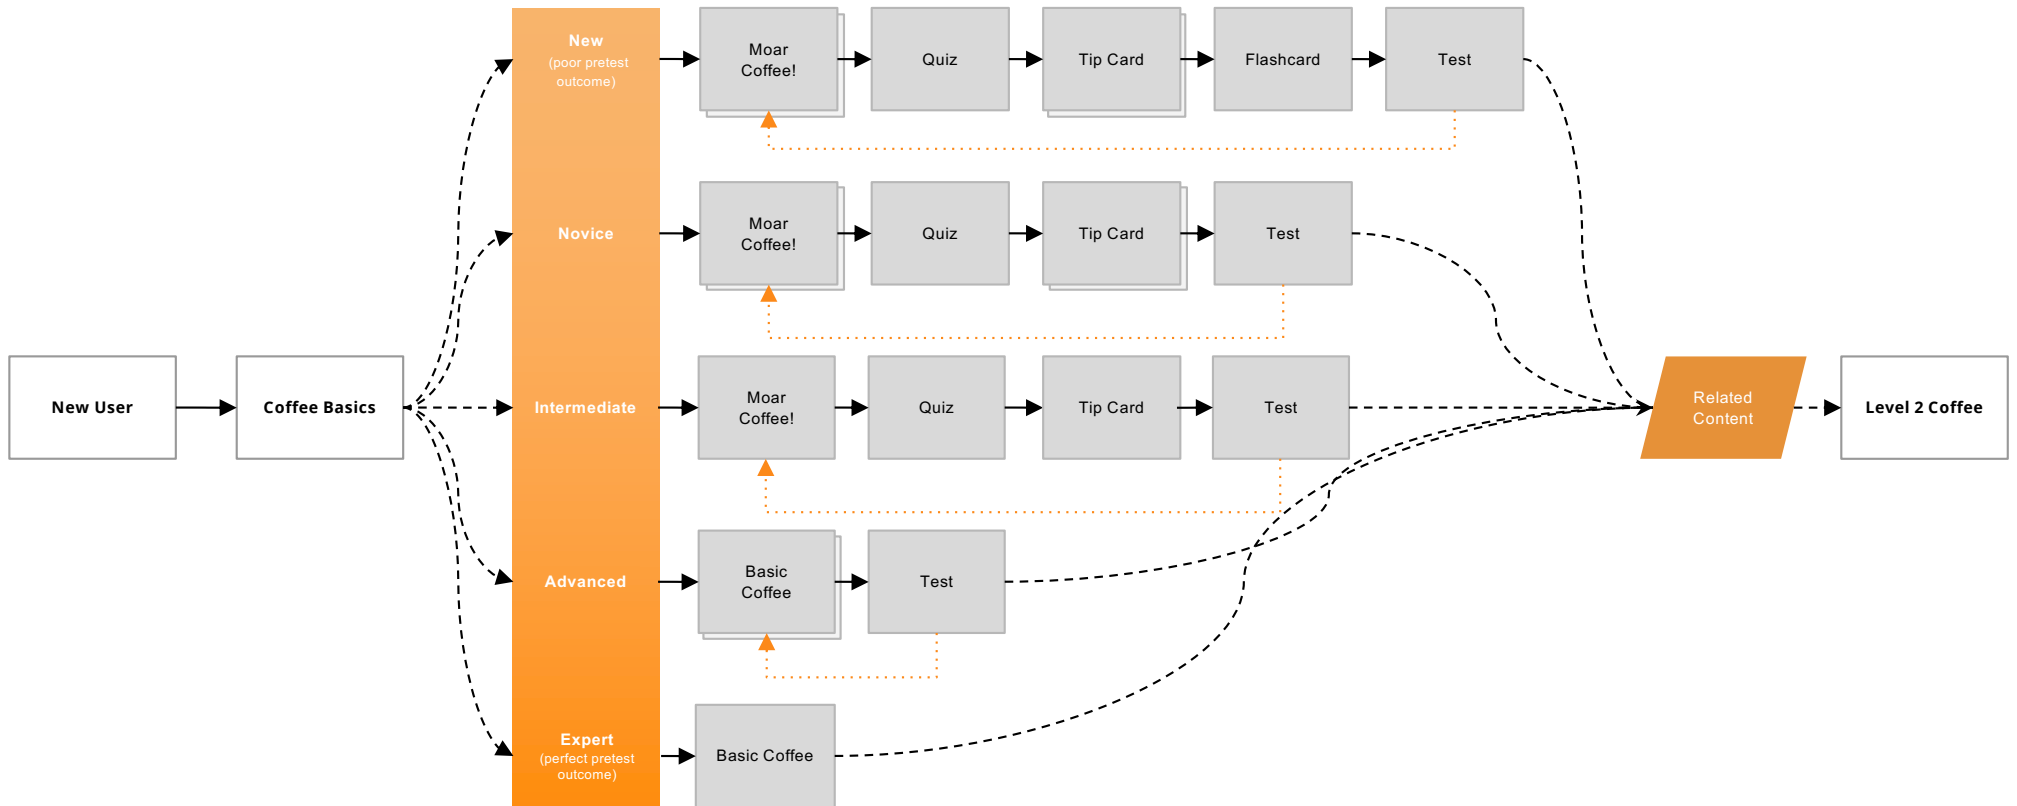 New
(poor pretest
outcome)
Moar
Coffee!
Quiz
Tip Card
Flashcard
Test
Novice
Moar
Coffee!
Quiz
Tip Card
Test
New User
Coffee Basics
Intermediate
Moar
Coffee!
Quiz
Tip Card
Test
Related
Content
Level 2 Coffee
Advanced
Basic
Coffee
Test
Expert
(perfect pretest
outcome)
Basic Coffee